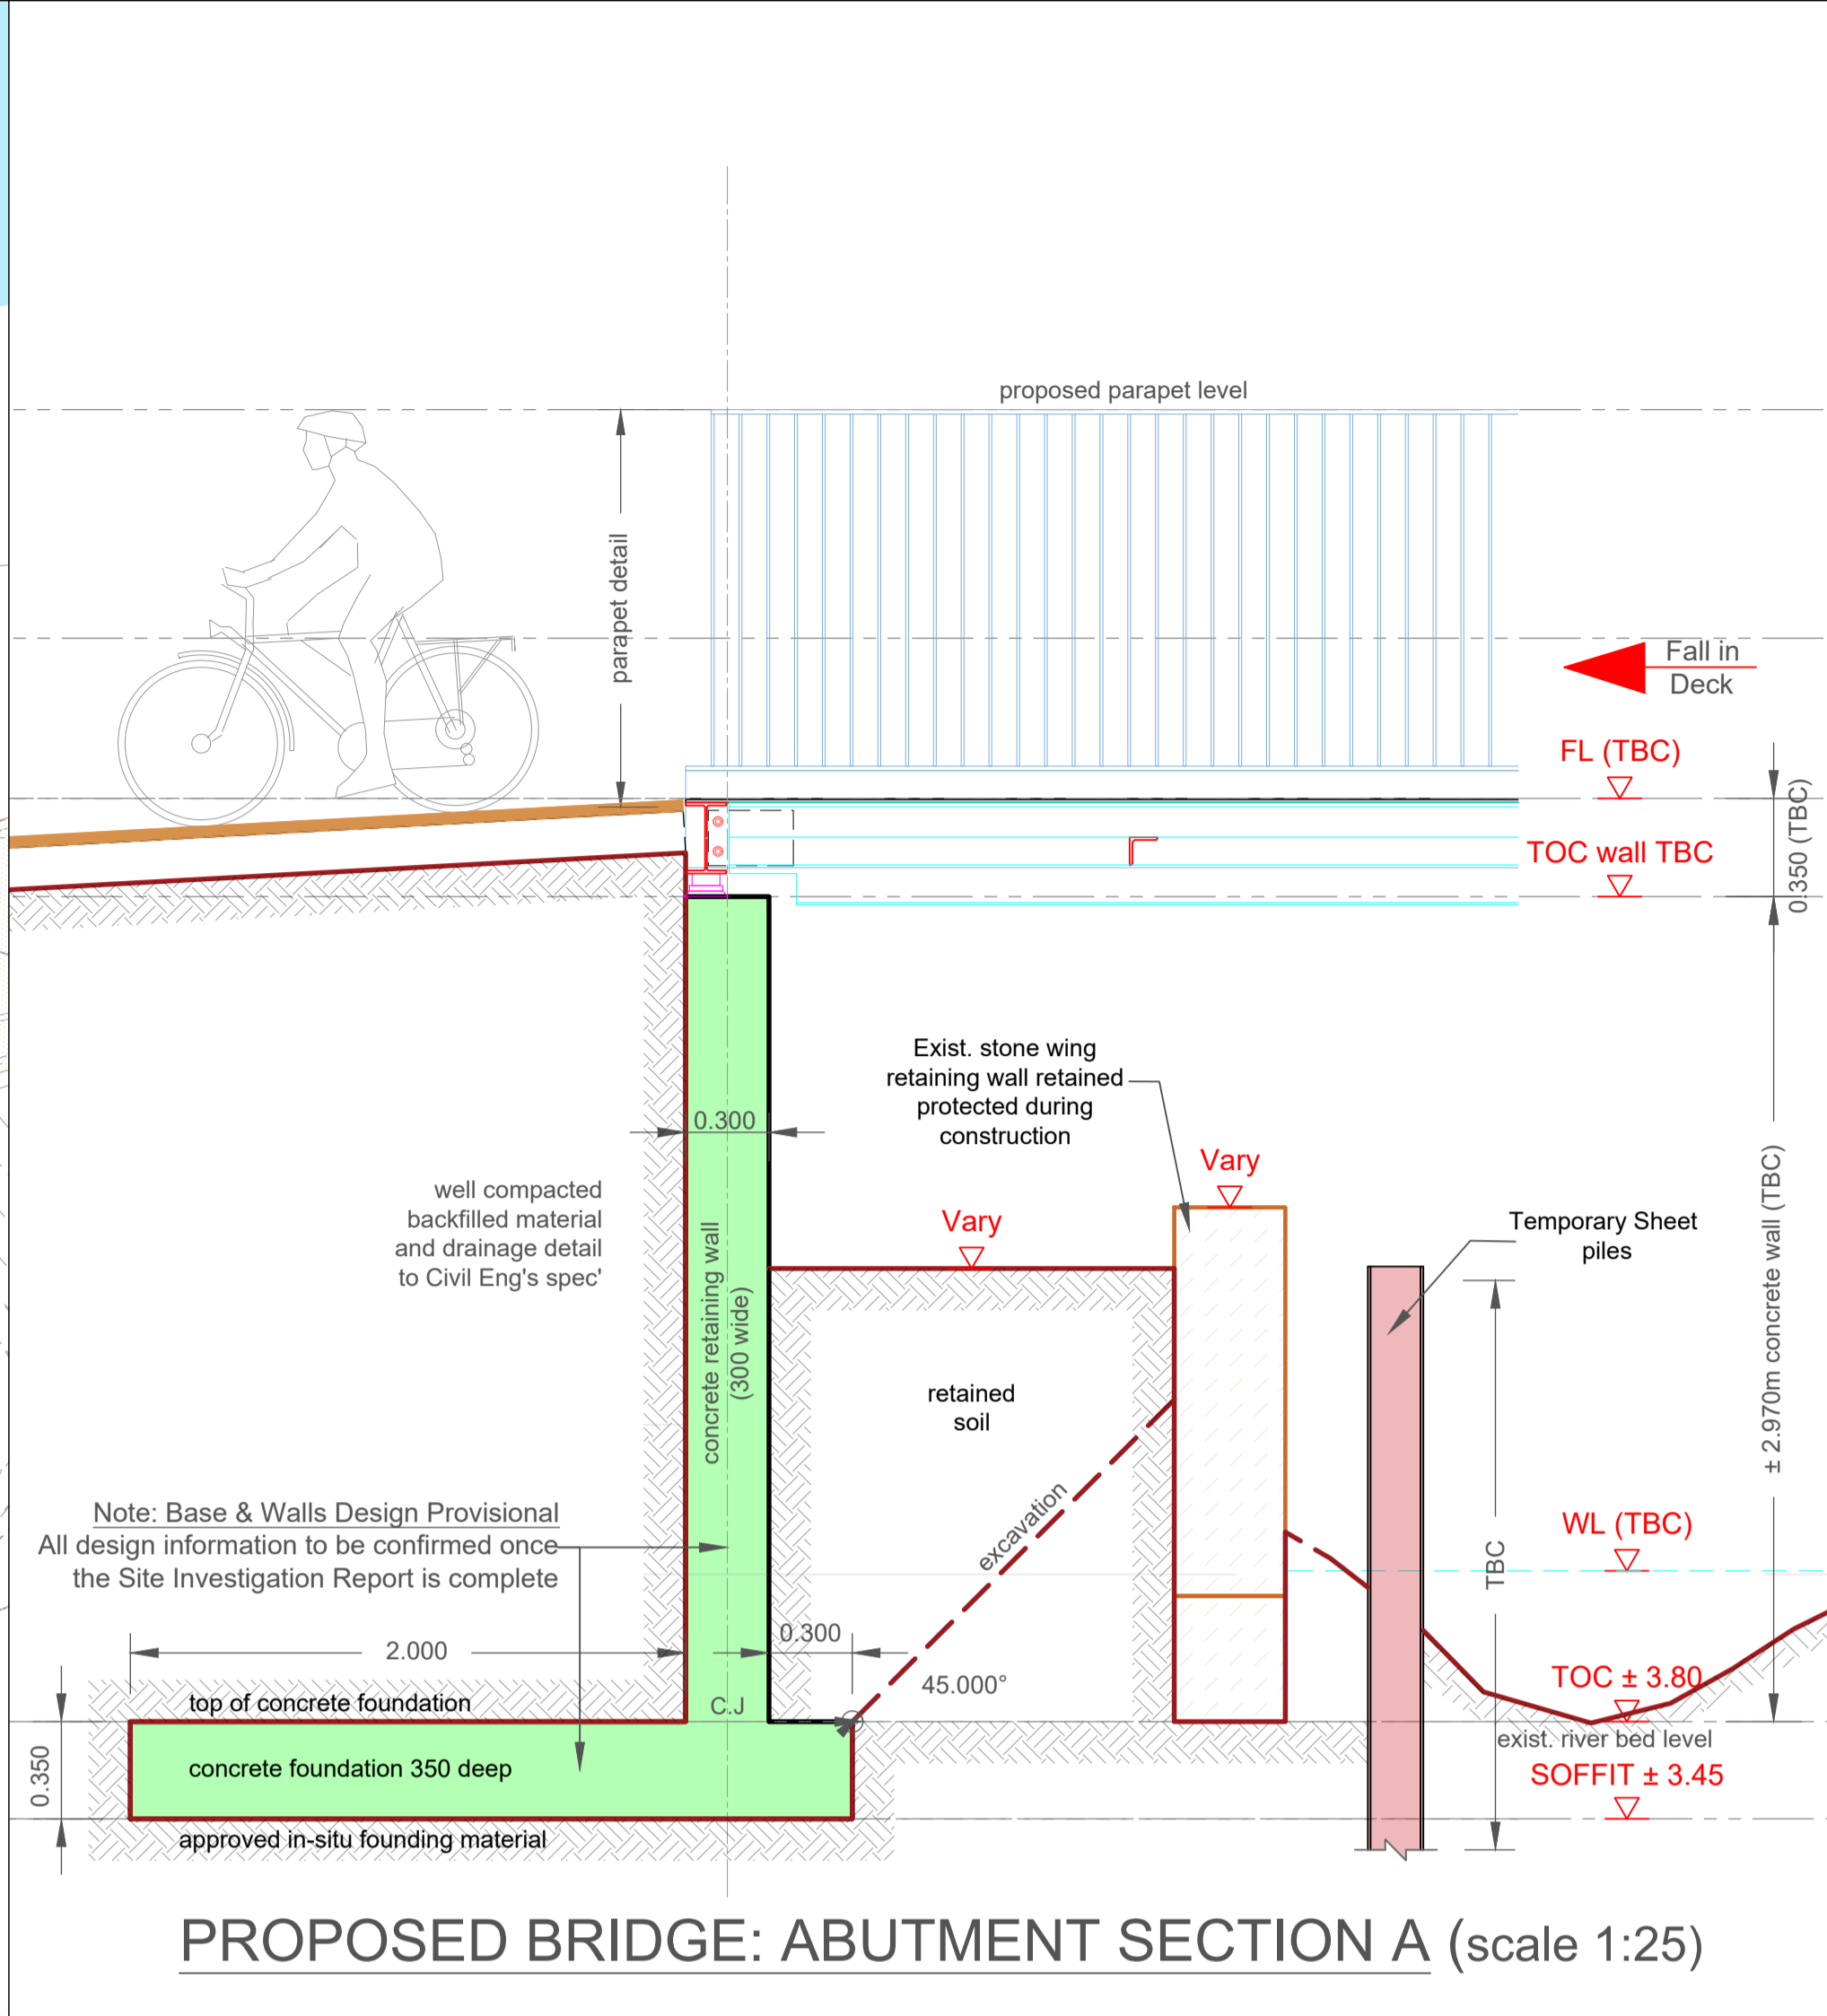 proposed parapet level
parapet detail
Fall in
Deck
FL (TBC)
0.350 (TBC)
TOC wall TBC
Exist. stone wing
retaining wall retained
protected during
construction
0.300
Vary
Vary
well compacted
backfilled material
and drainage detail
to Civil Eng's spec'
concrete retaining wall
(300 wide)
Temporary Sheet
piles
± 2.970m concrete wall (TBC)
retained
soil
excavation
Note: Base & Walls Design Provisional
All design information to be confirmed once
the Site Investigation Report is complete
WL (TBC)
TBC
2.000
0.300
45.000°
TOC ± 3.80
top of concrete foundation
C.J
exist. river bed level
0.350
concrete foundation 350 deep
SOFFIT ± 3.45
approved in-situ founding material
PROPOSED BRIDGE: ABUTMENT SECTION A (scale 1:25)